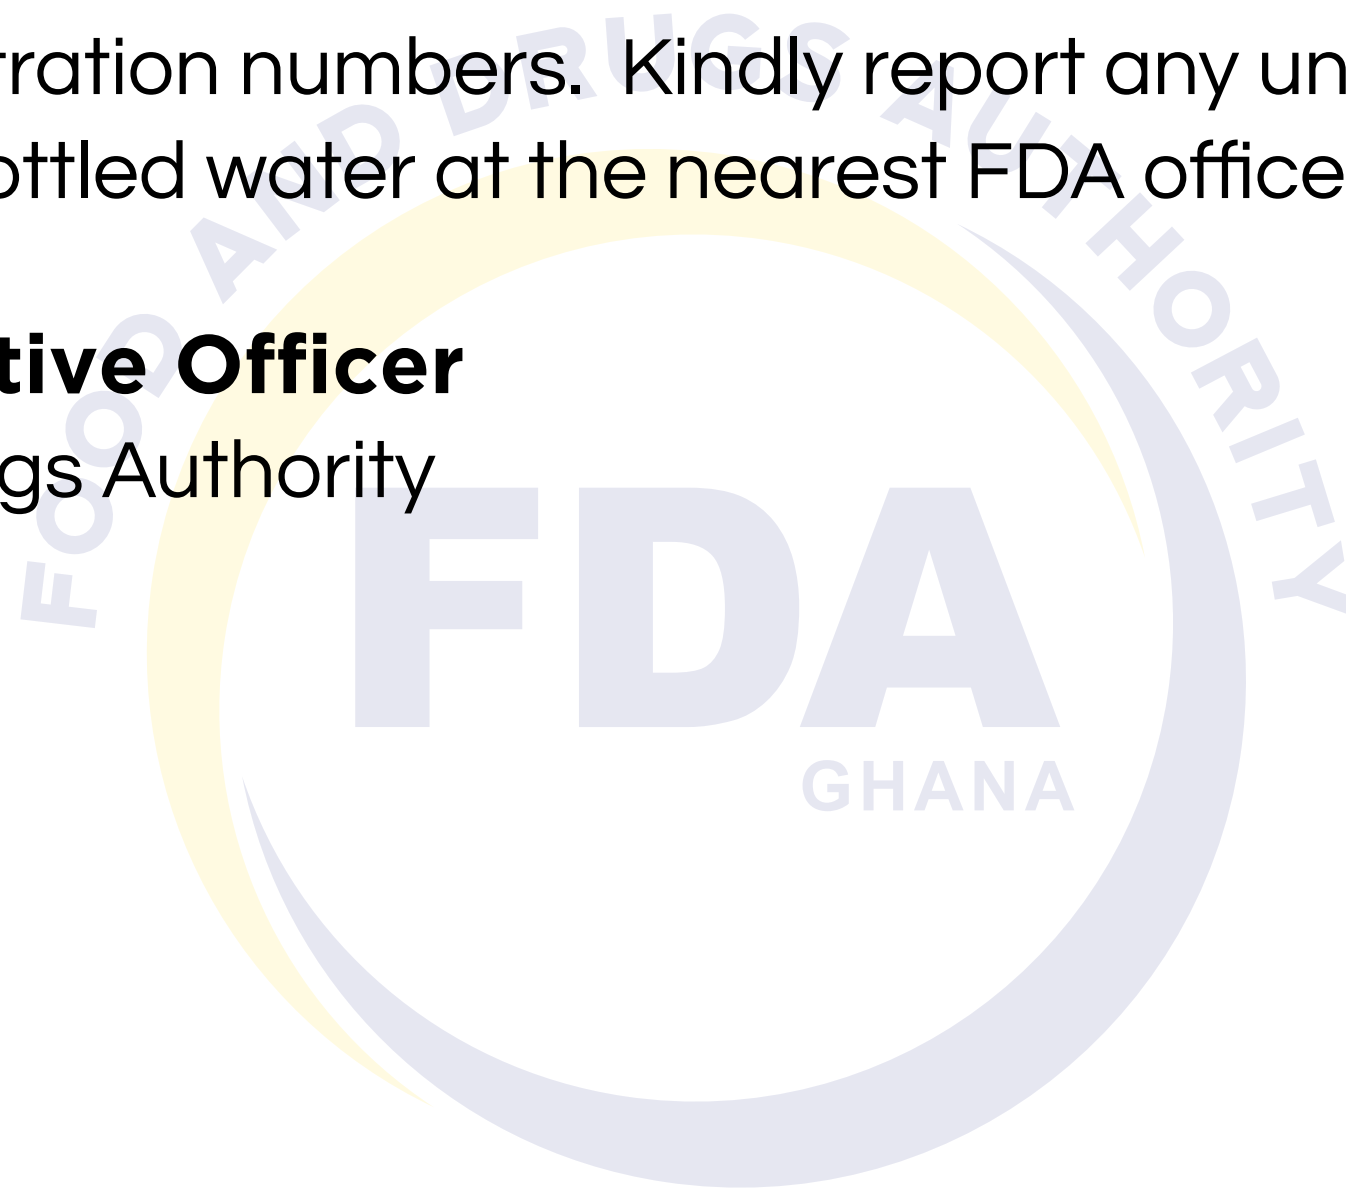 tration numbers.  Kindly report any un
ottled water at the nearest FDA office
tive Officer
gs Authority
FOOD AND DRUGS AUTHORITY
FDA
GHANA